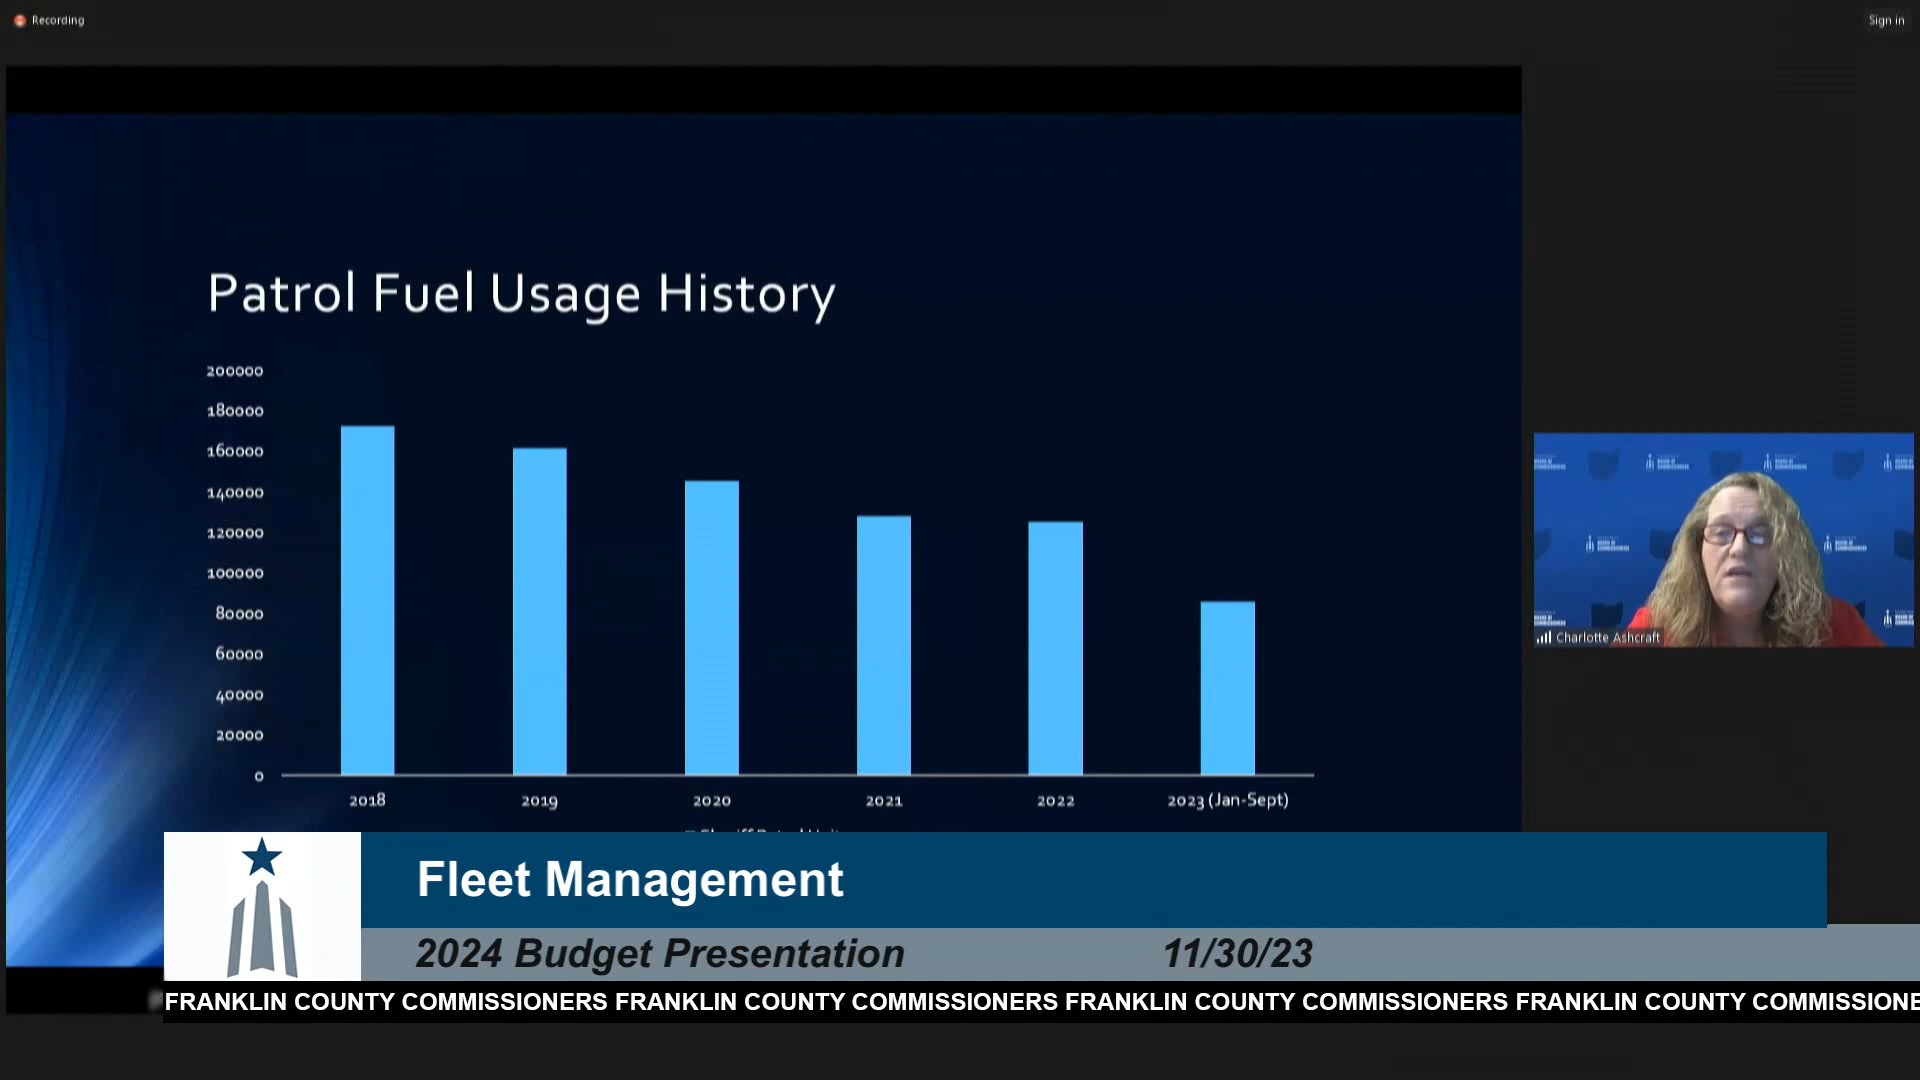 Recording
Sign in
Patrol Fuel Usage History
200000
180000
160000
140000
120000
100000
80000
60000
40000
20000
0
2018 2019 2020 2021 2022 2023 (Jan-Sept)
Charlotte Ashcraft
Fleet Management
2024 Budget Presentation 11/30/23
FRANKLIN COUNTY COMMISSIONERS FRANKLIN COUNTY COMMISSIONERS FRANKLIN COUNTY COMMISSIONERS FRANKLIN COUNTY COMMISSIONE